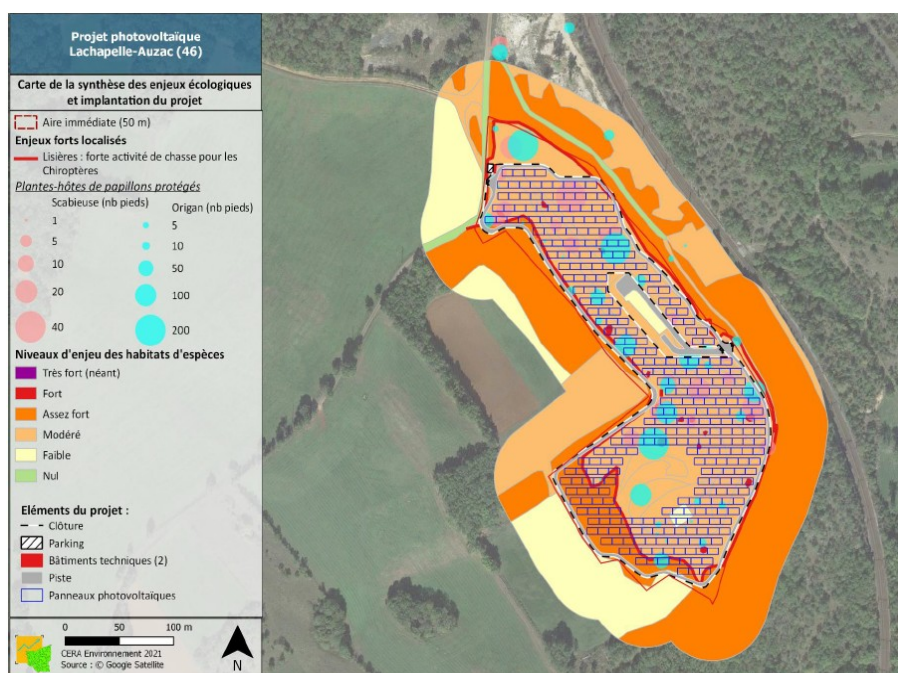 Projet photovoltaïque
Lachapelle-Auzac (46)
Carte de la synthèse des enjeux écologiques
et implantation du projet
Aire immédiate (50 m)
Enjeux forts localisés
Lisières : forte activité de chasse pour les
Chiroptères
Plantes-hôtes de papillons protégés
Scabieuse (nb pieds)
1
5
10
20
40
Origan (nb pieds)
5
10
50
100
200
Niveaux d'enjeu des habitats d'espèces
Très fort (néant)
Fort
Assez fort
Modéré
Faible
Nul
Eléments du projet :
Clôture
Parking
Bâtiments techniques (2)
Piste
Panneaux photovoltaïques
0 50 100 m
CERA Environnement 2021
Source : © Google Satellite
N